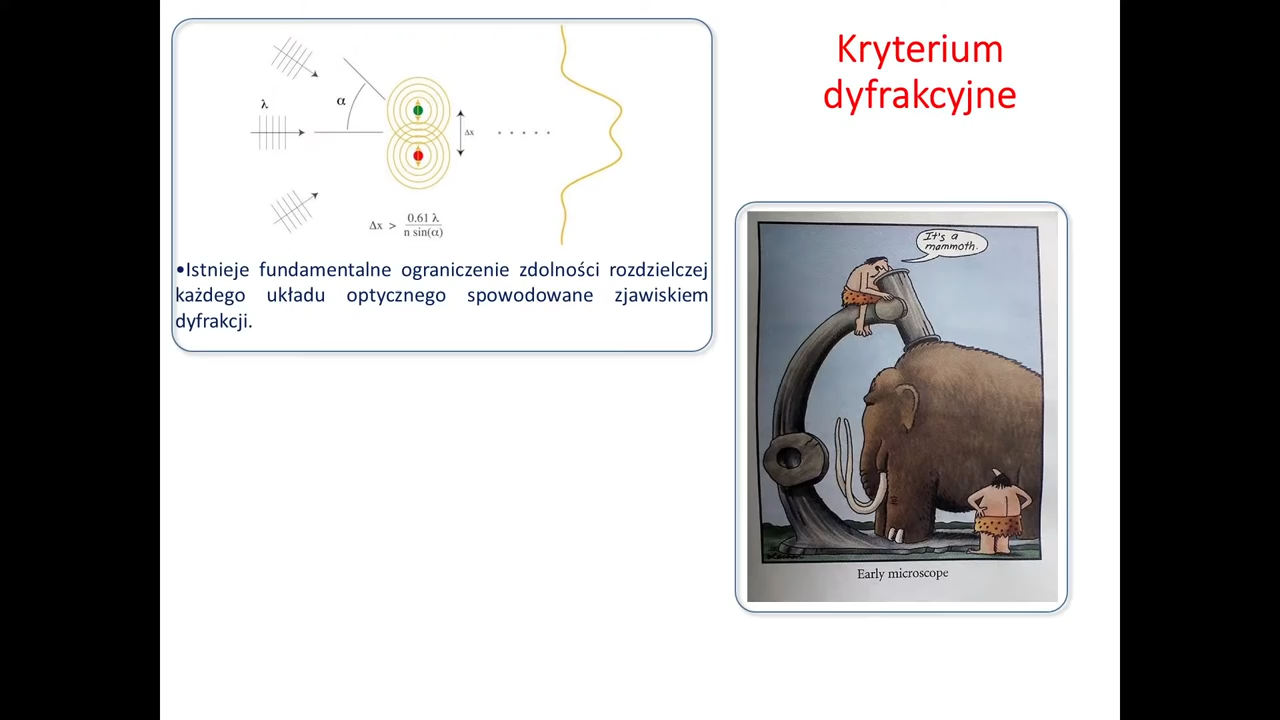 Kryterium
dyfrakcyjne
λ
α
Δx
Δx > 0.61 λ / n sin(α)
•Istnieje fundamentalne ograniczenie zdolności rozdzielczej
każdego układu optycznego spowodowane zjawiskiem
dyfrakcji.
It's a
mammoth.
Early microscope